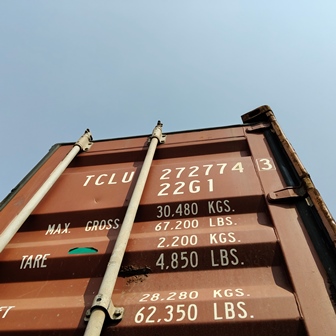 TCLU 272774 3
22G1
30.480 KGS.
MAX. GROSS 67.200 LBS.
2.200 KGS.
TARE 4,850 LBS.
28.280 KGS.
62,350 LBS.